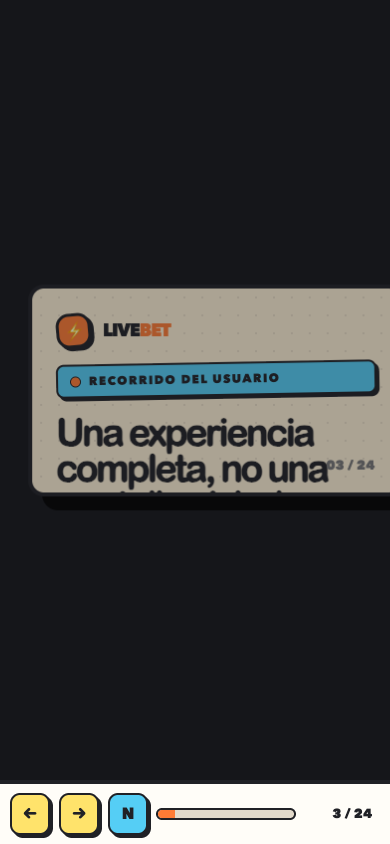 LIVEBET
RECORRIDO DEL USUARIO
Una experiencia
completa, no una
03 / 24
← → N 3 / 24